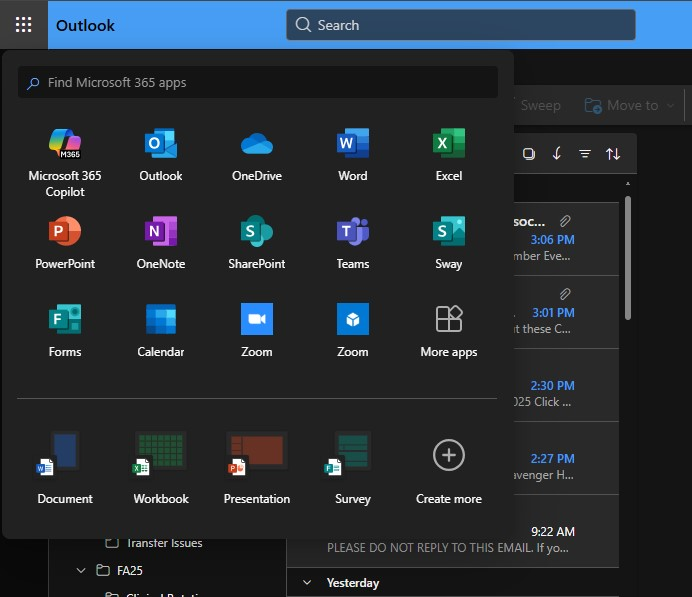 Outlook
Search
Find Microsoft 365 apps
Sweep
Move to
M365
Microsoft 365
Copilot
Outlook
OneDrive
Word
Excel
PowerPoint
OneNote
SharePoint
Teams
Sway
Forms
Calendar
Zoom
Zoom
More apps
Document
Workbook
Presentation
Survey
Create more
soc...
3:06 PM
mber Eve...
3:01 PM
t these C...
2:30 PM
025 Click ...
2:27 PM
avenger H...
9:22 AM
PLEASE DO NOT REPLY TO THIS EMAIL. If yo...
Transfer Issues
FA25
Yesterday